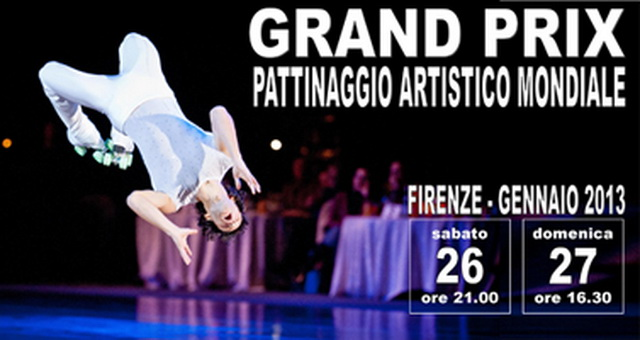 GRAND PRIX
PATTINAGGIO ARTISTICO MONDIALE
FIRENZE - GENNAIO 2013
sabato
26
ore 21.00
domenica
27
ore 16.30